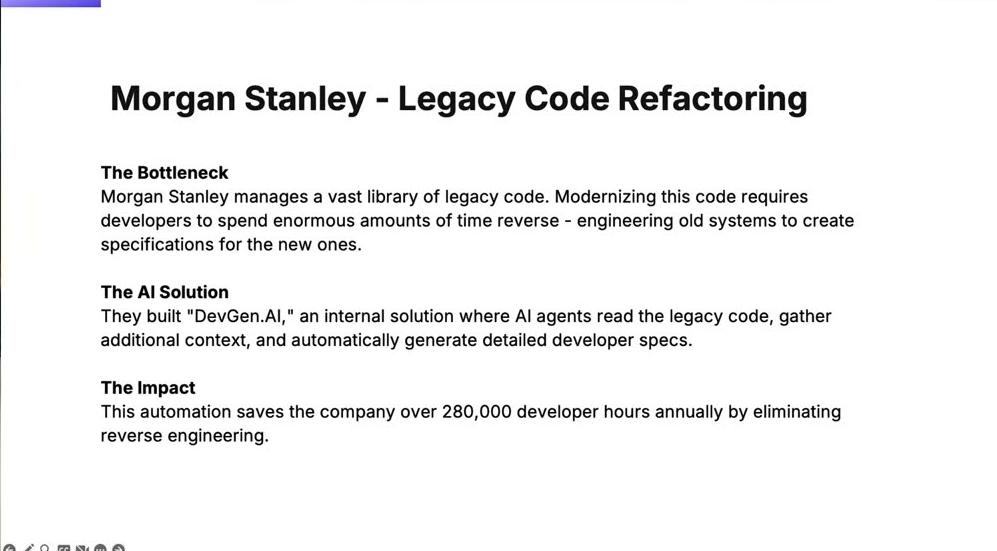 Morgan Stanley - Legacy Code Refactoring
The Bottleneck
Morgan Stanley manages a vast library of legacy code. Modernizing this code requires
developers to spend enormous amounts of time reverse - engineering old systems to create
specifications for the new ones.
The AI Solution
They built "DevGen.AI," an internal solution where AI agents read the legacy code, gather
additional context, and automatically generate detailed developer specs.
The Impact
This automation saves the company over 280,000 developer hours annually by eliminating
reverse engineering.